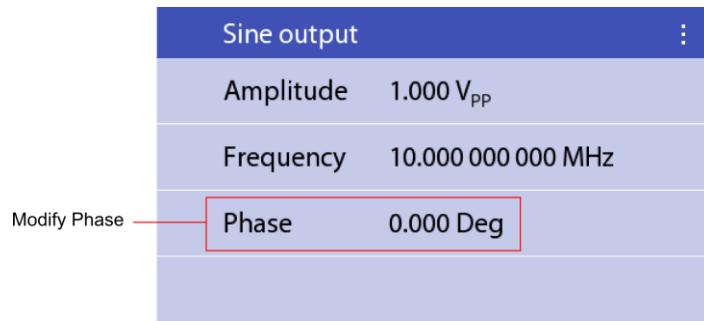 Sine output
Amplitude 1.000 VPP
Frequency 10.000 000 000 MHz
Modify Phase
Phase 0.000 Deg